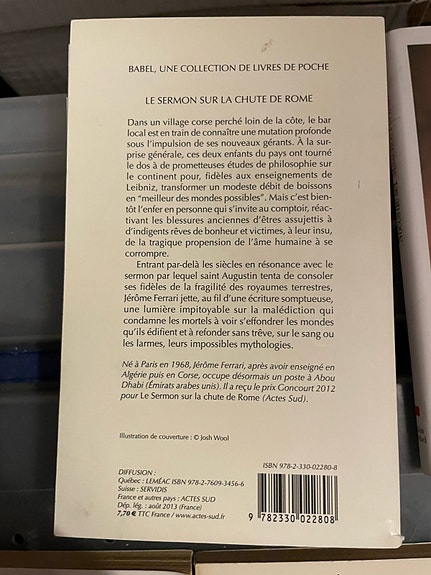 BABEL, UNE COLLECTION DE LIVRES DE POCHE
LE SERMON SUR LA CHUTE DE ROME
Dans un village corse perché loin de la côte, le bar
local est en train de connaître une mutation profonde
sous l'impulsion de ses nouveaux gérants. À la sur-
prise générale, ces deux enfants du pays ont tourné
le dos à de prometteuses études de philosophie sur
le continent pour, fidèles aux enseignements de
Leibniz, transformer un modeste débit de boissons
en "meilleur des mondes possibles". Mais c'est bien-
tôt l'enfer en personne qui s'invite au comptoir, réac-
tivant les blessures anciennes d'êtres assujettis à
d'indigents rêves de bonheur et victimes, à leur insu,
de la tragique propension de l'âme humaine à se
corrompre.
Entrant par-delà les siècles en résonance avec le
sermon par lequel saint Augustin tenta de consoler
ses fidèles de la fragilité des royaumes terrestres,
Jérôme Ferrari jette, au fil d'une écriture somptueuse,
une lumière impitoyable sur la malédiction qui
condamne les mortels à voir s'effondrer les mondes
qu'ils édifient et à refonder sans trêve, sur le sang ou
les larmes, leurs impossibles mythologies.
Né à Paris en 1968, Jérôme Ferrari, après avoir enseigné en
Algérie puis en Corse, occupe désormais un poste à Abou
Dhabi (Émirats arabes unis). Il a reçu le prix Goncourt 2012
pour Le Sermon sur la chute de Rome (Actes Sud).
Illustration de couverture : © Josh Wool
DIFFUSION :
Québec : LEMÉAC ISBN 978-2-7609-3456-6
Suisse : SERVIDIS
France et autres pays : ACTES SUD
Dép. lég. : août 2013 (France)
7,70 € TTC France / www.actes-sud.fr
ISBN 978-2-330-02280-8
9 782330 022808